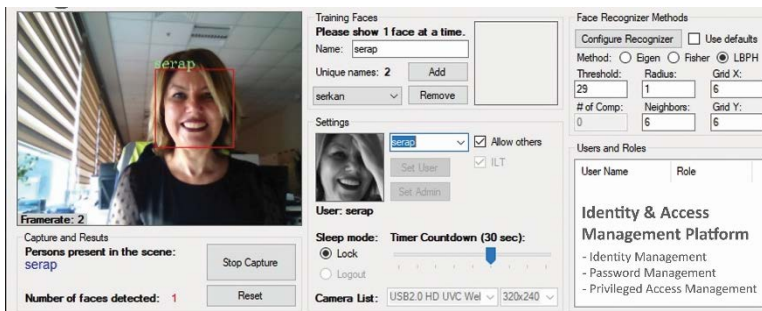 serap
Framerate: 2
Capture and Resuts
Persons present in the scene:
serap
Stop Capture
Number of faces detected: 1
Reset
Training Faces
Please show 1 face at a time.
Name: serap
Unique names: 2
Add
serkan
Remove
Settings
serap
Allow others
Set User
ILT
Set Admin
User: serap
Sleep mode:
Timer Countdown (30 sec):
Lock
Logout
Camera List:
USB2.0 HD UVC Wel
320x240
Face Recognizer Methods
Configure Recognizer
Use defaults
Method: Eigen Fisher LBPH
Threshold: Radius: Grid X:
29 1 6
# of Comp: Neighbors: Grid Y:
0 6 6
Users and Roles
User Name Role
Identity & Access
Management Platform
- Identity Management
- Password Management
- Privileged Access Management